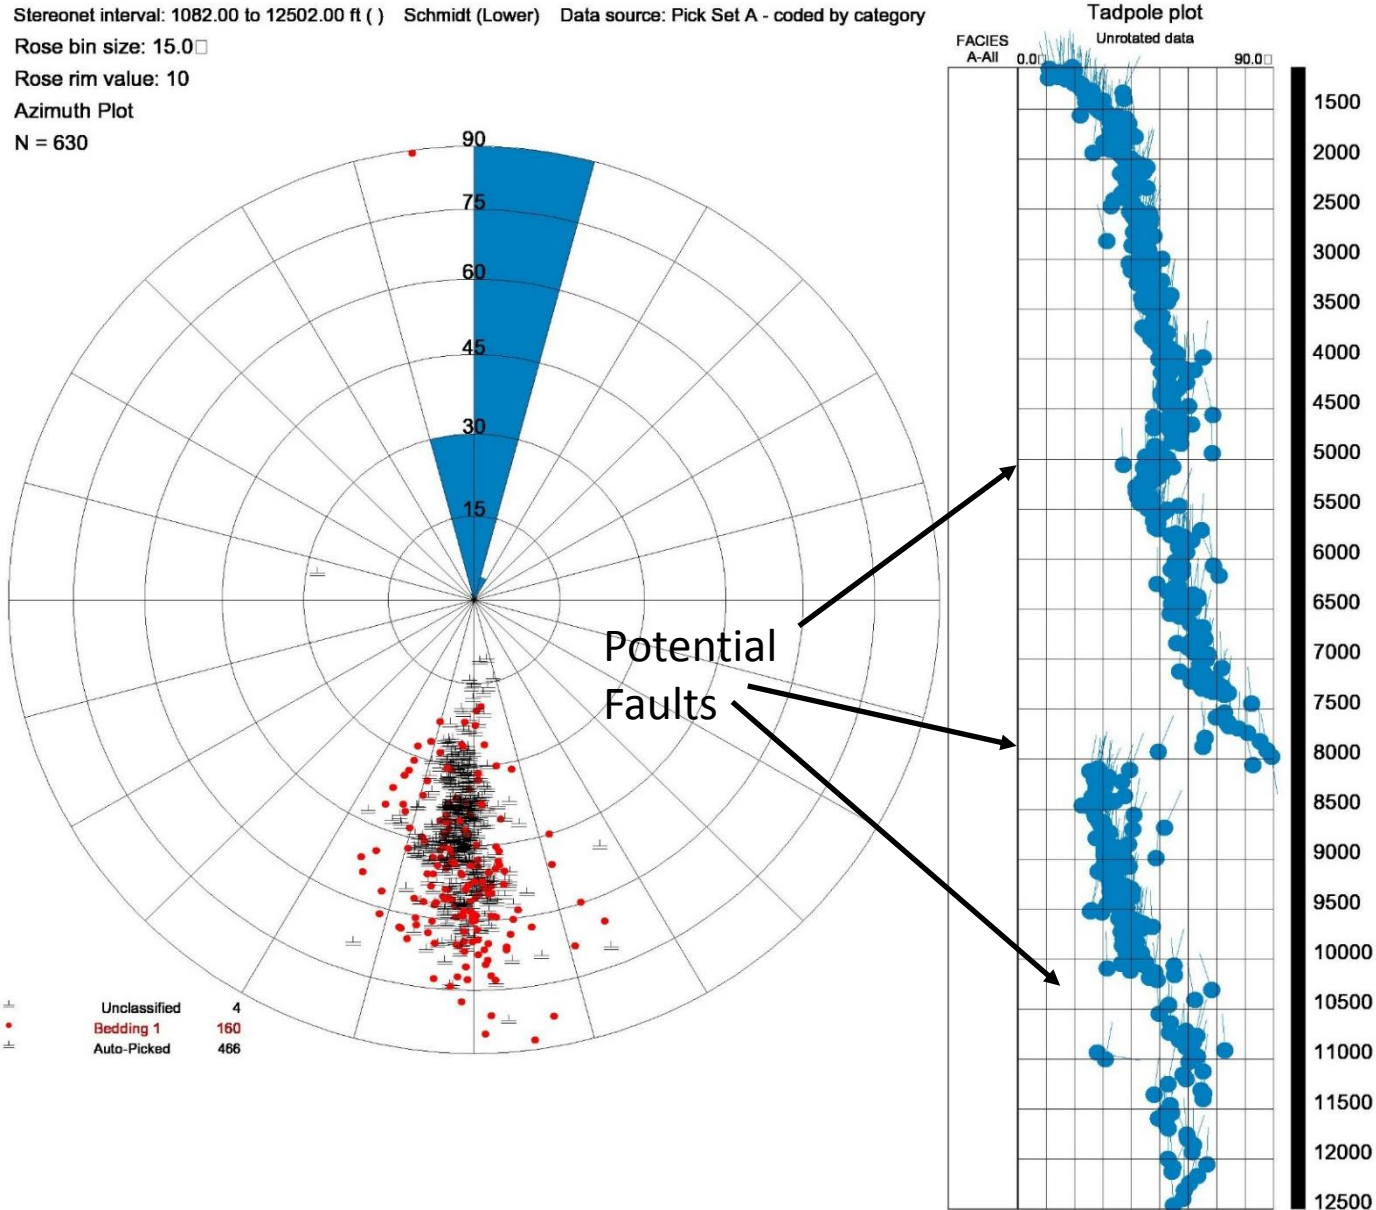 Stereonet interval: 1082.00 to 12502.00 ft ( ) Schmidt (Lower) Data source: Pick Set A - coded by category
Rose bin size: 15.0□
Rose rim value: 10
Azimuth Plot
N = 630
90
75
60
45
30
15
Potential
Faults
Unclassified 4
Bedding 1 160
Auto-Picked 466
Tadpole plot
FACIES
A-All
Unrotated data
0.0□ 90.0□
1500
2000
2500
3000
3500
4000
4500
5000
5500
6000
6500
7000
7500
8000
8500
9000
9500
10000
10500
11000
11500
12000
12500